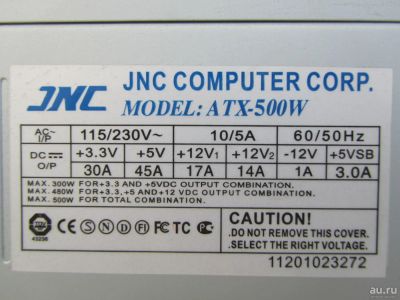 JNC
JNC COMPUTER CORP.
MODEL: ATX-500W
AC~ I/P 115/230V~ 10/5A 60/50Hz
DC⎓ O/P +3.3V +5V +12V1 +12V2 -12V +5VSB
30A 45A 17A 14A 1A 3.0A
MAX. 300W FOR+3.3 AND +5VDC OUTPUT COMBINATION.
MAX. 480W FOR+3.3,+5 AND+12 VDC OUTPUT COMBINATION.
MAX. 500W FOR TOTAL COMBINATION.
CAUTION!
.DO NOT REMOVE THIS COVER.
.SELECT THE RIGHT VOLTAGE.
11201023272
au.ru